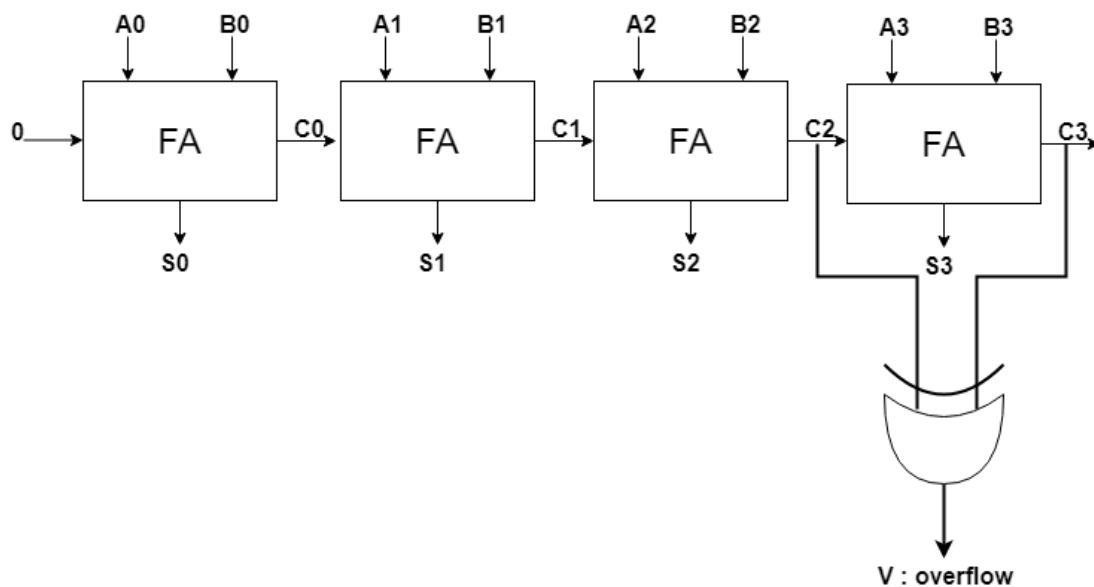 A0 B0 A1 B1 A2 B2 A3 B3
0 FA C0 FA C1 FA C2 FA C3
S0 S1 S2 S3
V : overflow